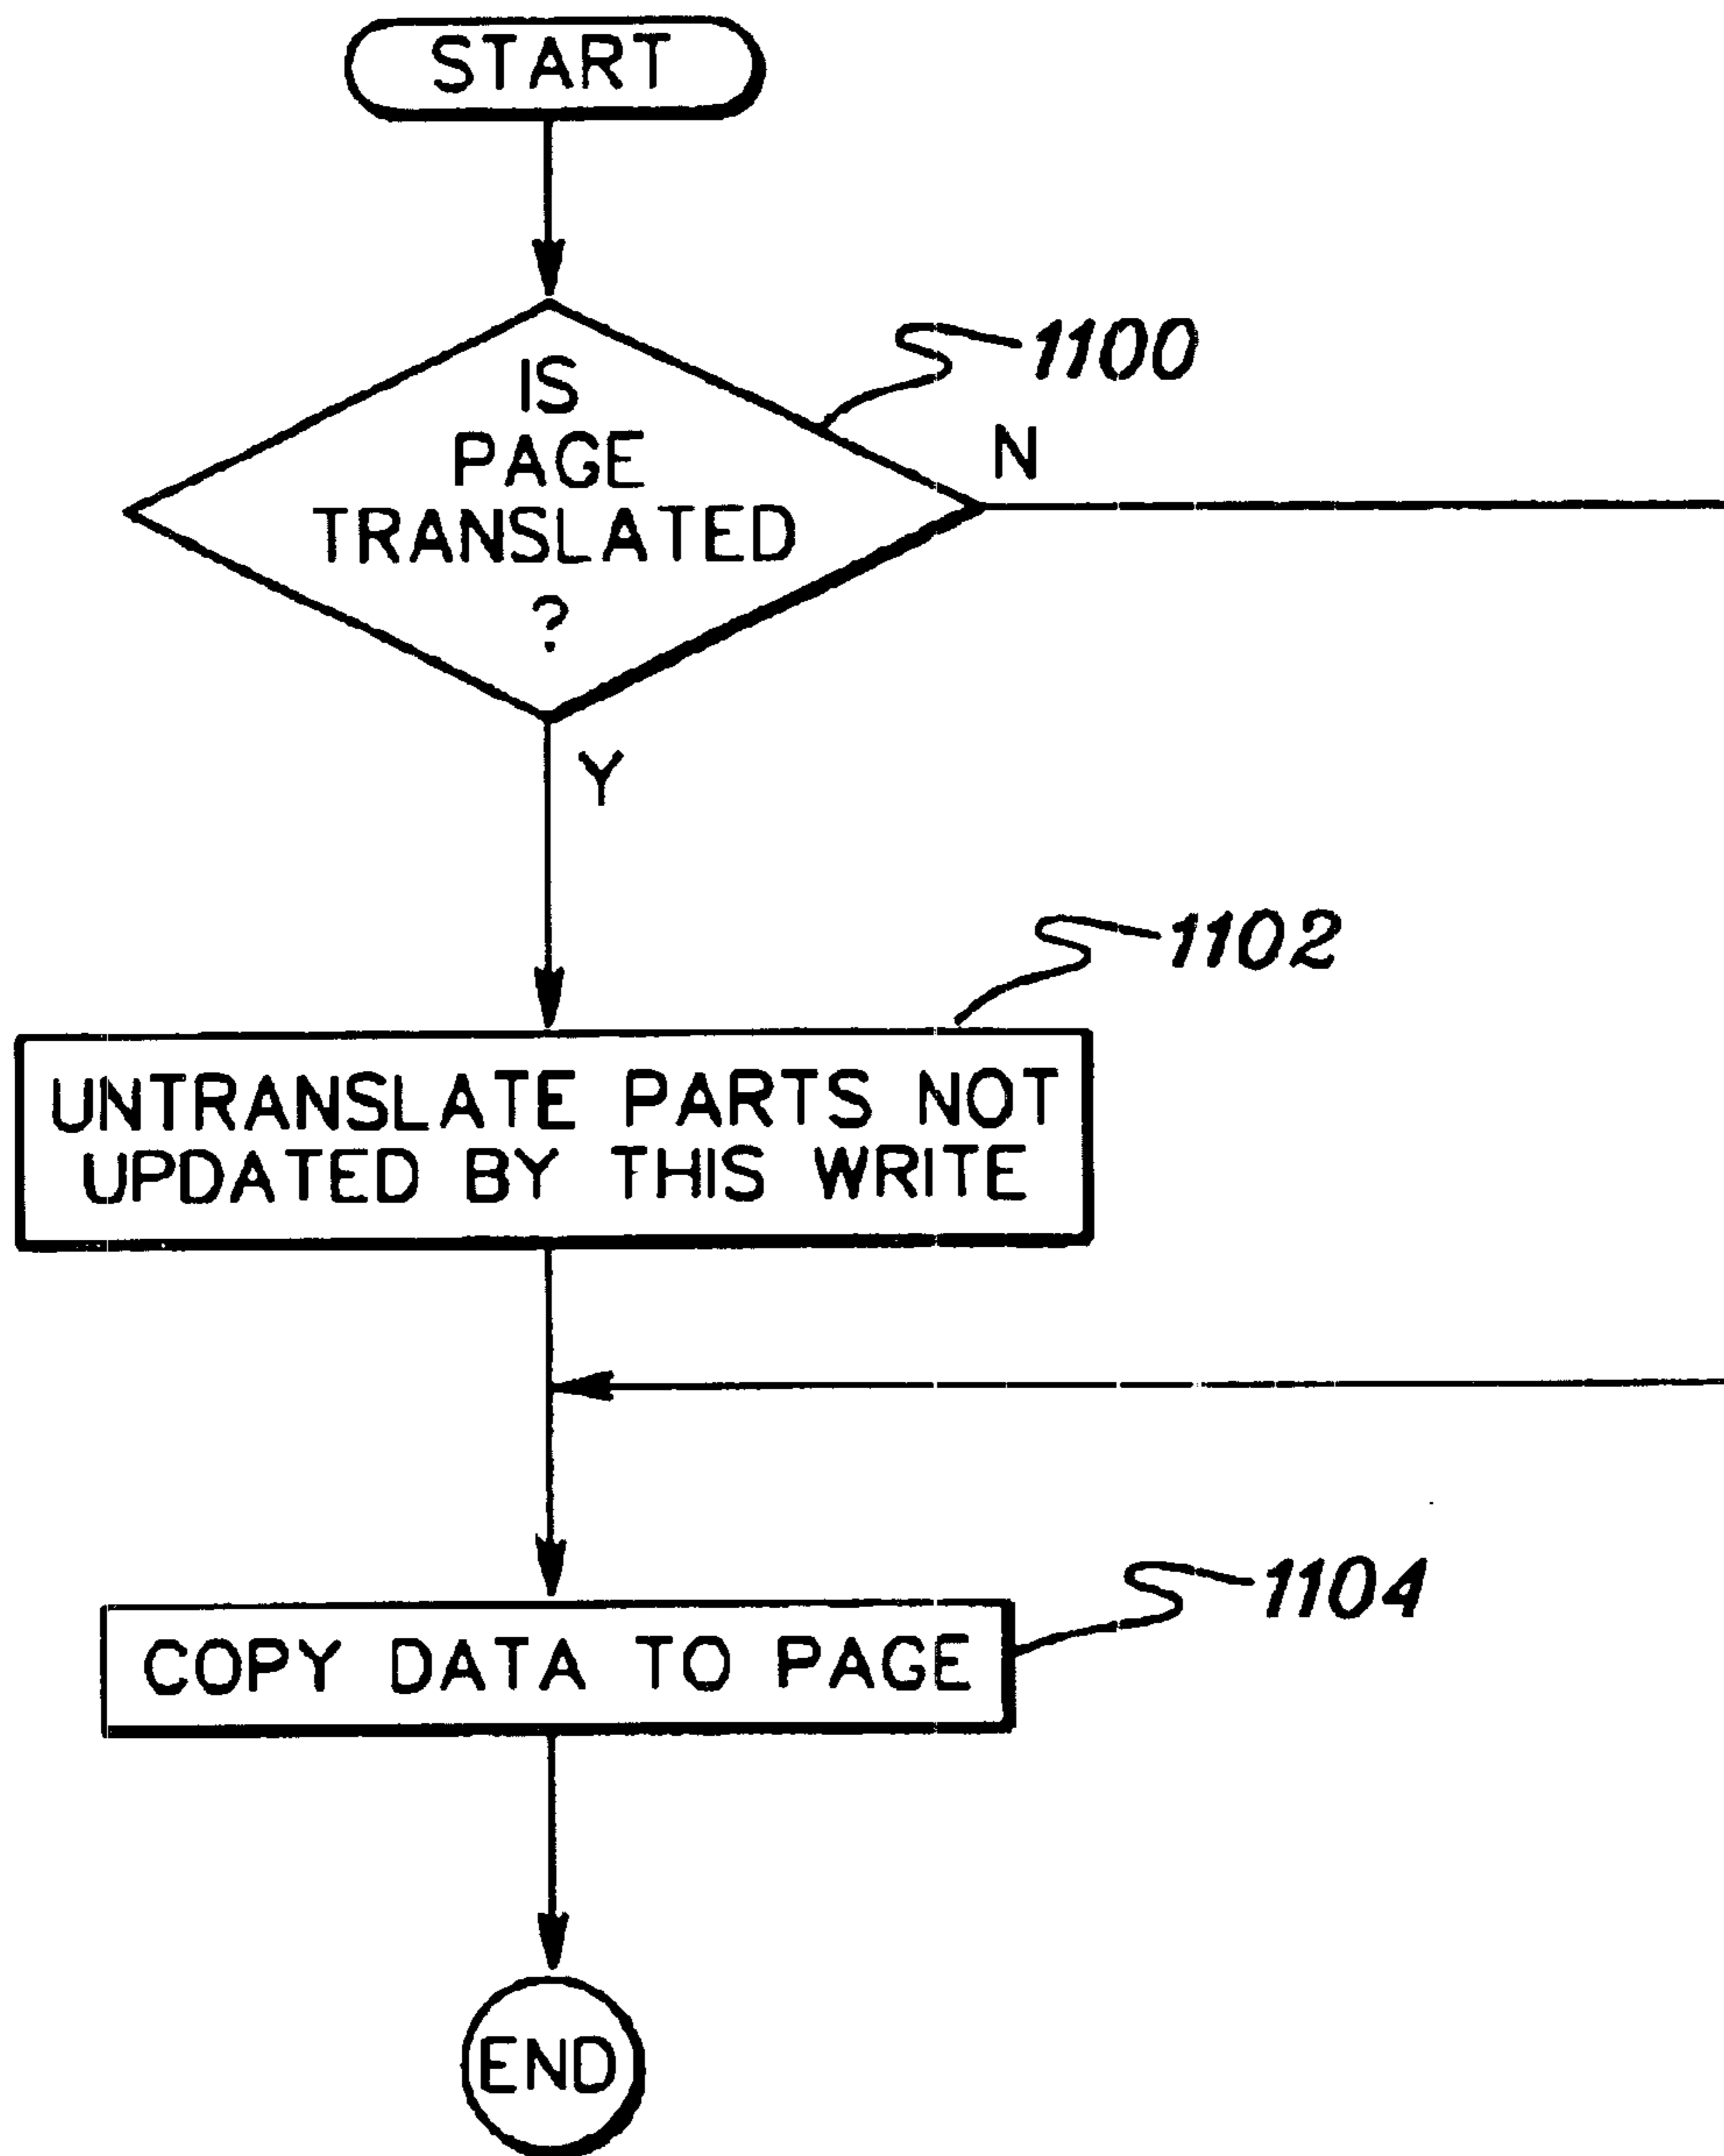 START
IS
PAGE
TRANSLATED
?
1100
N
Y
1102
UNTRANSLATE PARTS NOT
UPDATED BY THIS WRITE
1104
COPY DATA TO PAGE
END